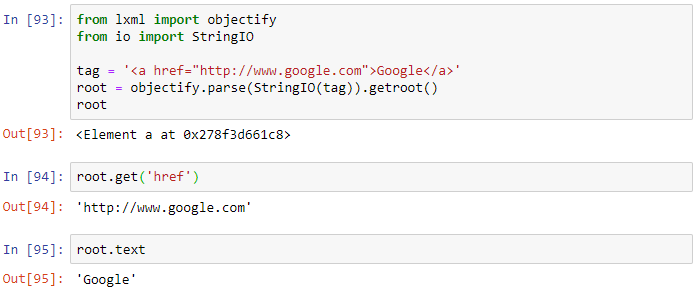 In [93]: from lxml import objectify
from io import StringIO
tag = '<a href="http://www.google.com">Google</a>'
root = objectify.parse(StringIO(tag)).getroot()
root
Out[93]: <Element a at 0x278f3d661c8>
In [94]: root.get('href')
Out[94]: 'http://www.google.com'
In [95]: root.text
Out[95]: 'Google'